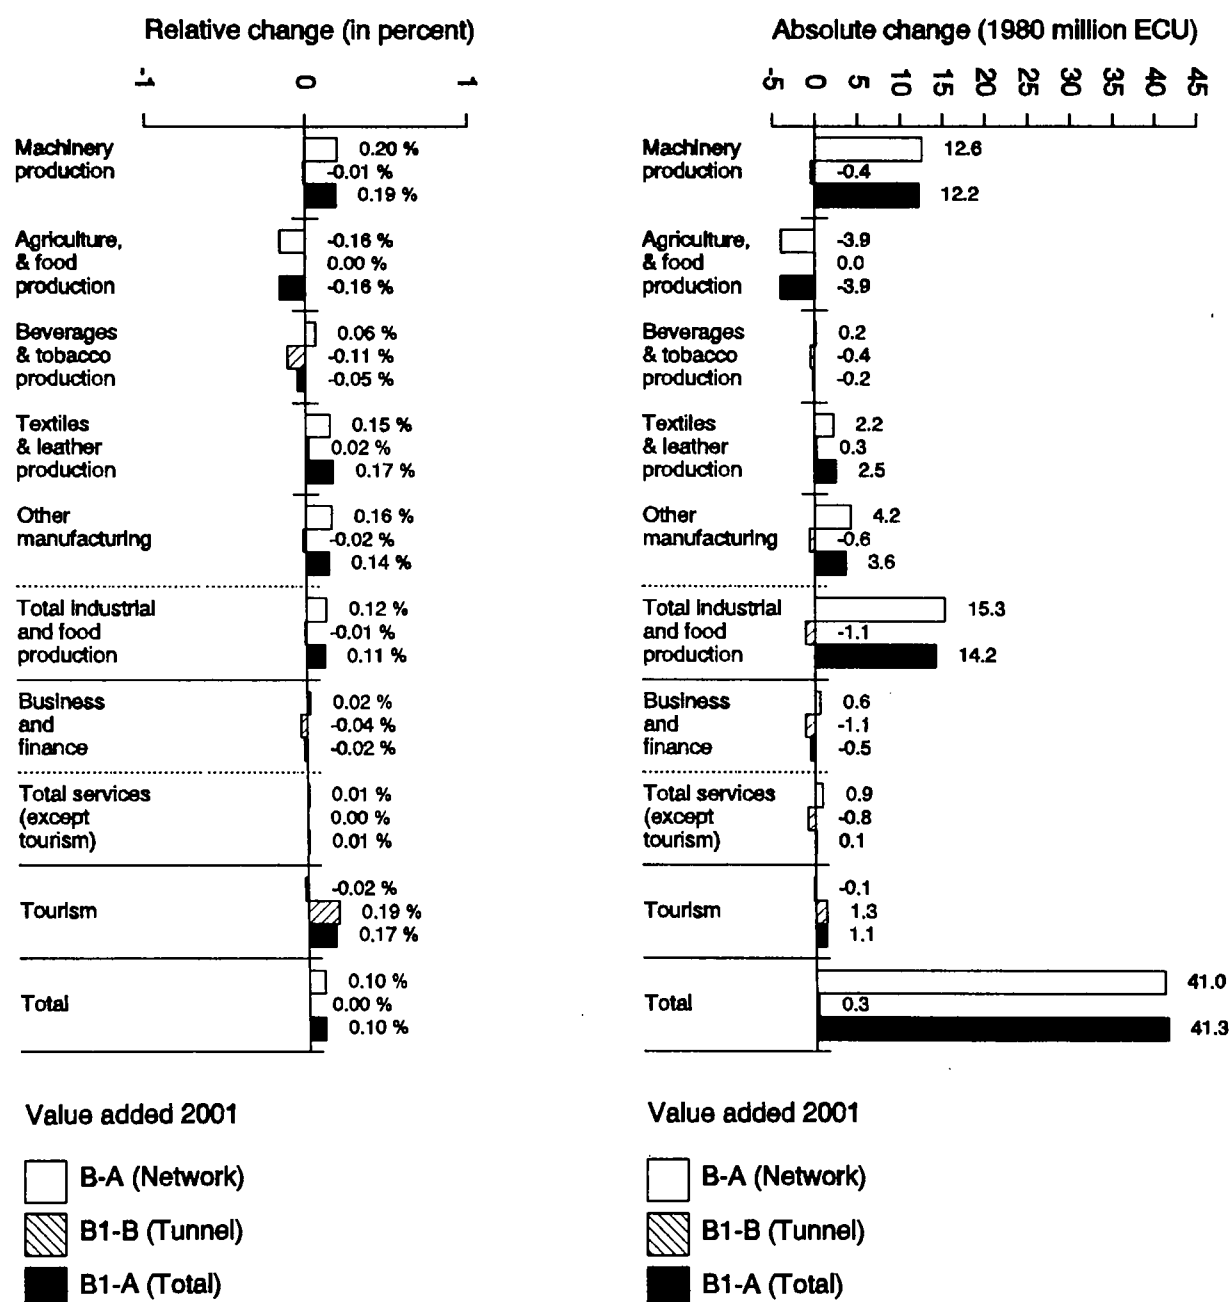 Relative change (in percent)
-1 0 1
Machinery
production
0.20 %
-0.01 %
0.19 %
Agriculture,
& food
production
-0.16 %
0.00 %
-0.16 %
Beverages
& tobacco
production
0.06 %
-0.11 %
-0.05 %
Textiles
& leather
production
0.15 %
0.02 %
0.17 %
Other
manufacturing
0.16 %
-0.02 %
0.14 %
Total industrial
and food
production
0.12 %
-0.01 %
0.11 %
Business
and
finance
0.02 %
-0.04 %
-0.02 %
Total services
(except
tourism)
0.01 %
0.00 %
0.01 %
Tourism
-0.02 %
0.19 %
0.17 %
Total
0.10 %
0.00 %
0.10 %
Value added 2001
B-A (Network)
B1-B (Tunnel)
B1-A (Total)
Absolute change (1980 million ECU)
-5 0 5 10 15 20 25 30 35 40 45
Machinery
production
12.6
-0.4
12.2
Agriculture,
& food
production
-3.9
0.0
-3.9
Beverages
& tobacco
production
0.2
-0.4
-0.2
Textiles
& leather
production
2.2
0.3
2.5
Other
manufacturing
4.2
-0.6
3.6
Total industrial
and food
production
15.3
-1.1
14.2
Business
and
finance
0.6
-1.1
-0.5
Total services
(except
tourism)
0.9
-0.8
0.1
Tourism
-0.1
1.3
1.1
Total
41.0
0.3
41.3
Value added 2001
B-A (Network)
B1-B (Tunnel)
B1-A (Total)